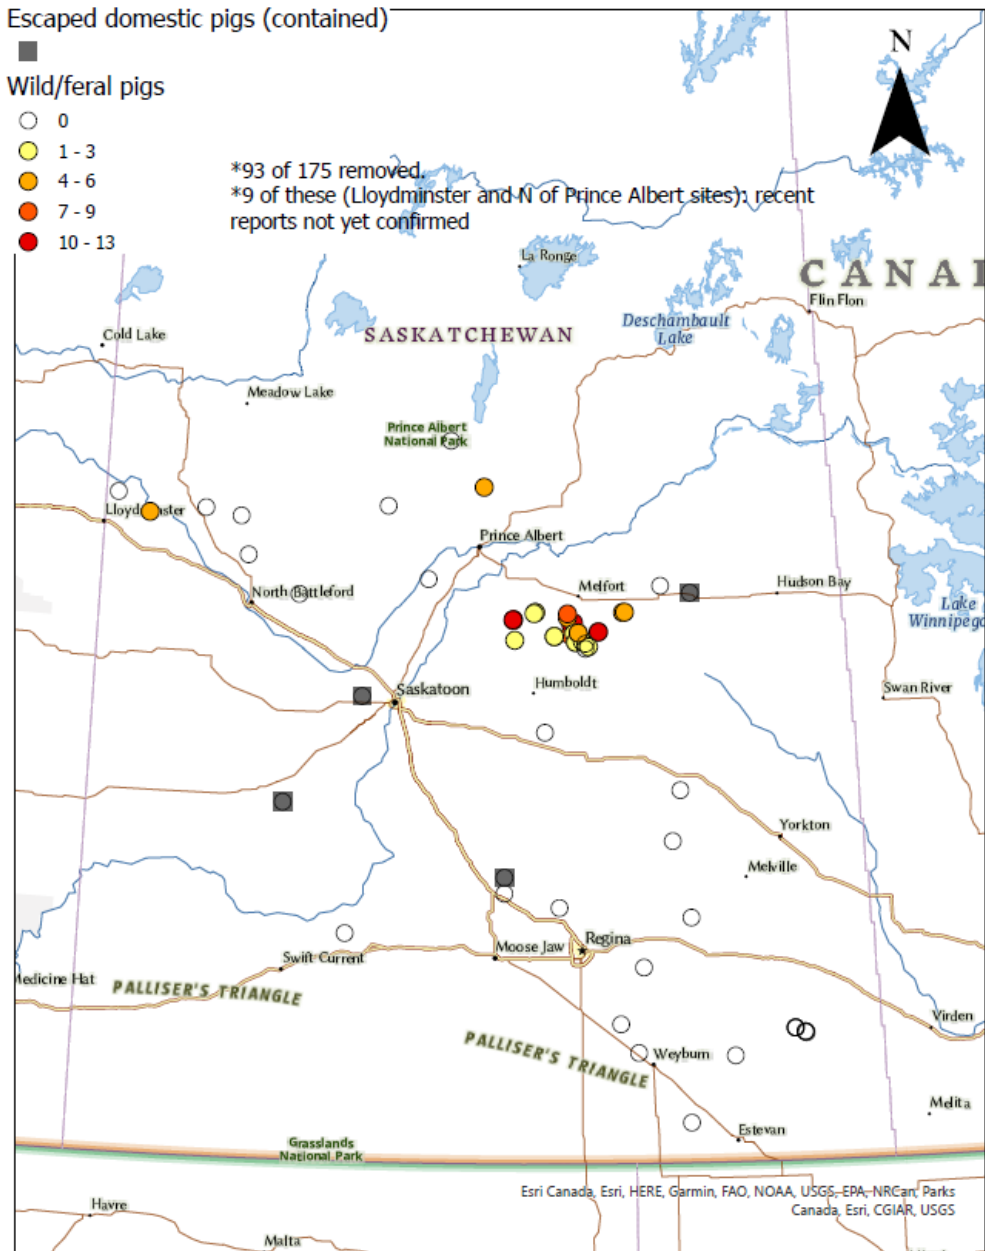 Escaped domestic pigs (contained)
Wild/feral pigs
0
1 - 3
4 - 6
7 - 9
10 - 13
*93 of 175 removed.
*9 of these (Lloydminster and N of Prince Albert sites): recent
reports not yet confirmed
N
La Ronge
CANA
Flin Flon
Deschambault
Lake
SASKATCHEWAN
Cold Lake
Meadow Lake
Prince Albert
National Park
Lloydminster
Prince Albert
North Battleford
Melfort
Hudson Bay
Lake
Winnipego
Saskatoon
Humboldt
Swan River
Yorkton
Melville
Regina
Moose Jaw
Swift Current
Medicine Hat
PALLISER'S TRIANGLE
Virden
PALLISER'S TRIANGLE
Weyburn
Melita
Estevan
Grasslands
National Park
Esri Canada, Esri, HERE, Garmin, FAO, NOAA, USGS, EPA, NRCan, Parks
Canada, Esri, CGIAR, USGS
Havre
Malta